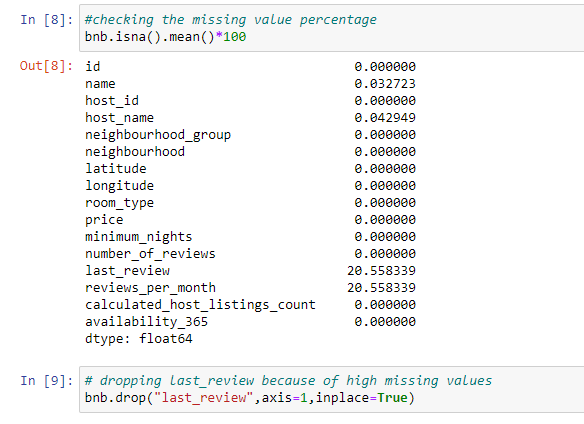 In [8]: #checking the missing value percentage
bnb.isna().mean()*100
Out[8]: id 0.000000
name 0.032723
host_id 0.000000
host_name 0.042949
neighbourhood_group 0.000000
neighbourhood 0.000000
latitude 0.000000
longitude 0.000000
room_type 0.000000
price 0.000000
minimum_nights 0.000000
number_of_reviews 0.000000
last_review 20.558339
reviews_per_month 20.558339
calculated_host_listings_count 0.000000
availability_365 0.000000
dtype: float64
In [9]: # dropping last_review because of high missing values
bnb.drop("last_review",axis=1,inplace=True)